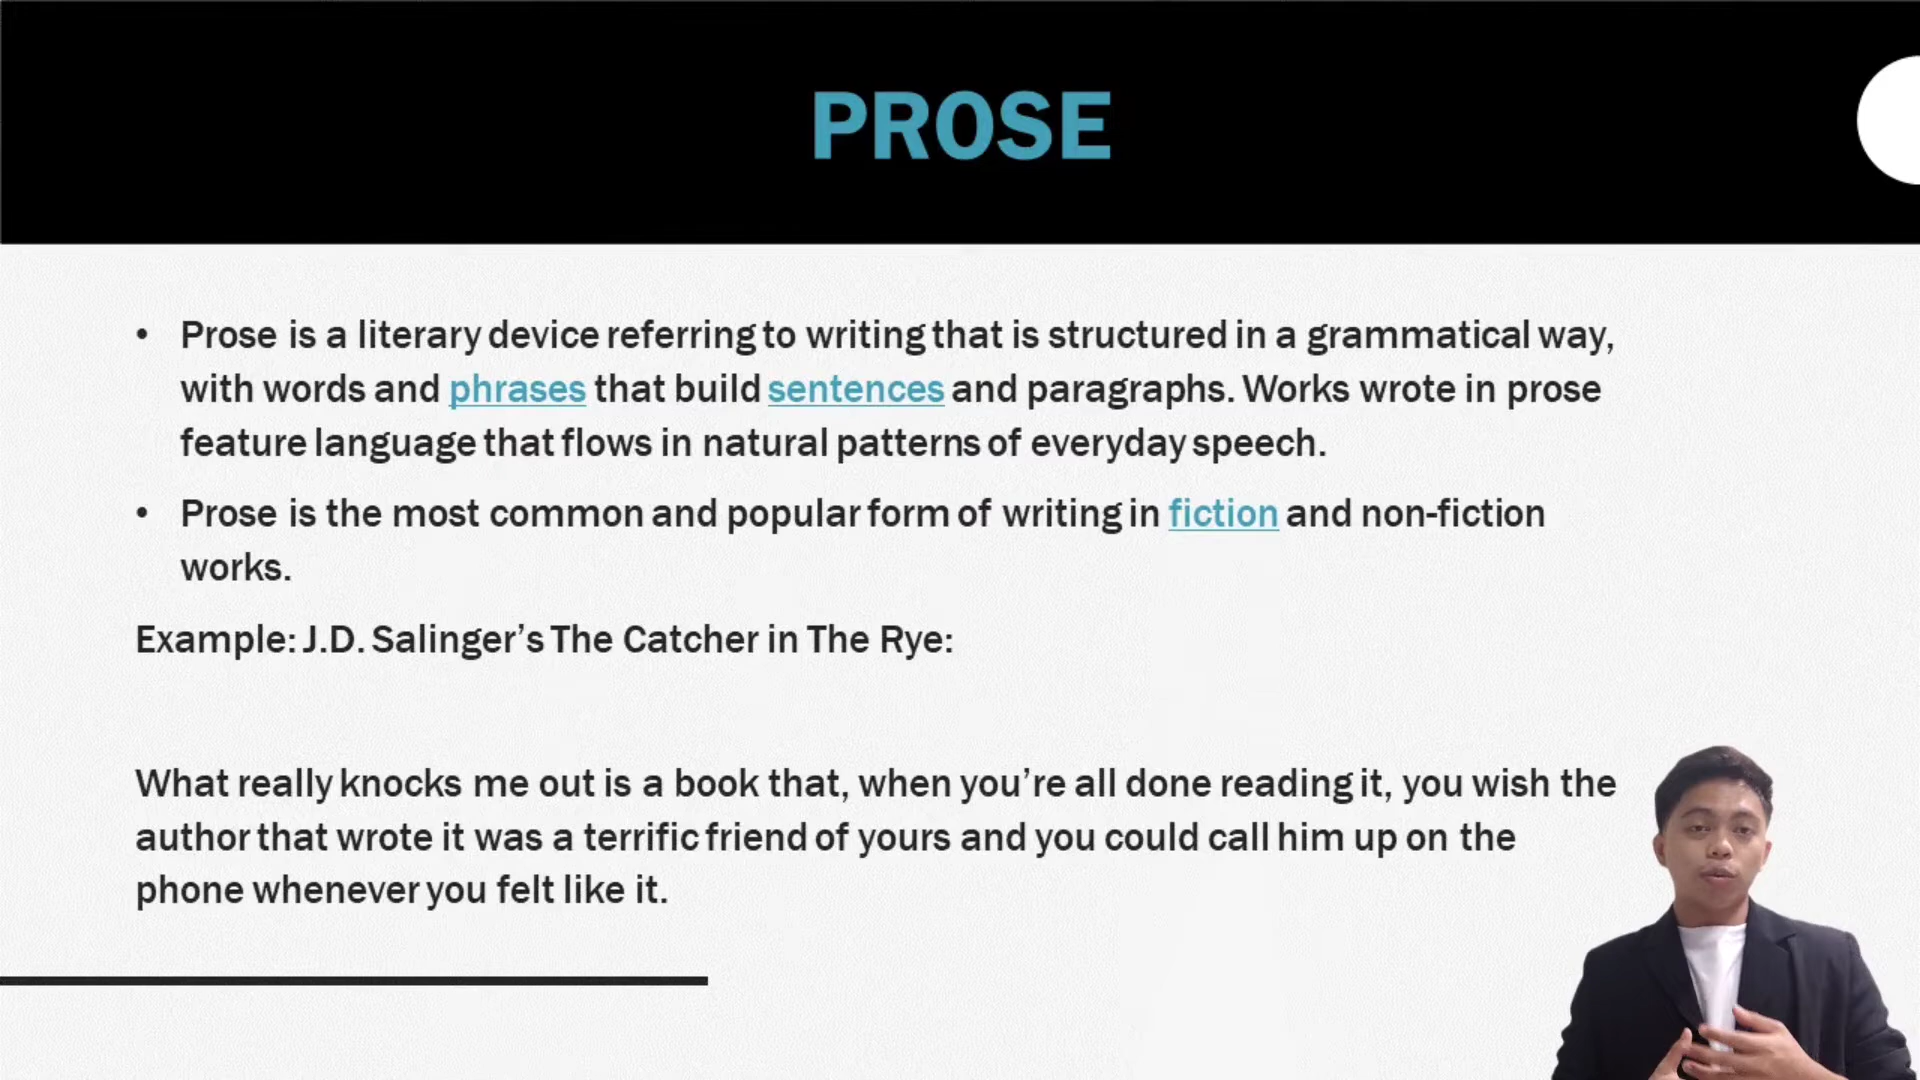 PROSE
• Prose is a literary device referring to writing that is structured in a grammatical way,
with words and phrases that build sentences and paragraphs. Works wrote in prose
feature language that flows in natural patterns of everyday speech.
• Prose is the most common and popular form of writing in fiction and non-fiction
works.
Example: J.D. Salinger’s The Catcher in The Rye:
What really knocks me out is a book that, when you’re all done reading it, you wish the
author that wrote it was a terrific friend of yours and you could call him up on the
phone whenever you felt like it.